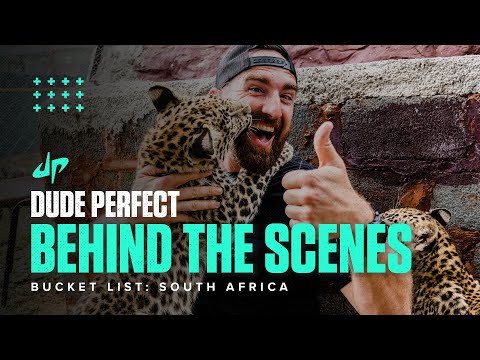 dp
DUDE PERFECT
BEHIND THE SCENES
BUCKET LIST: SOUTH AFRICA